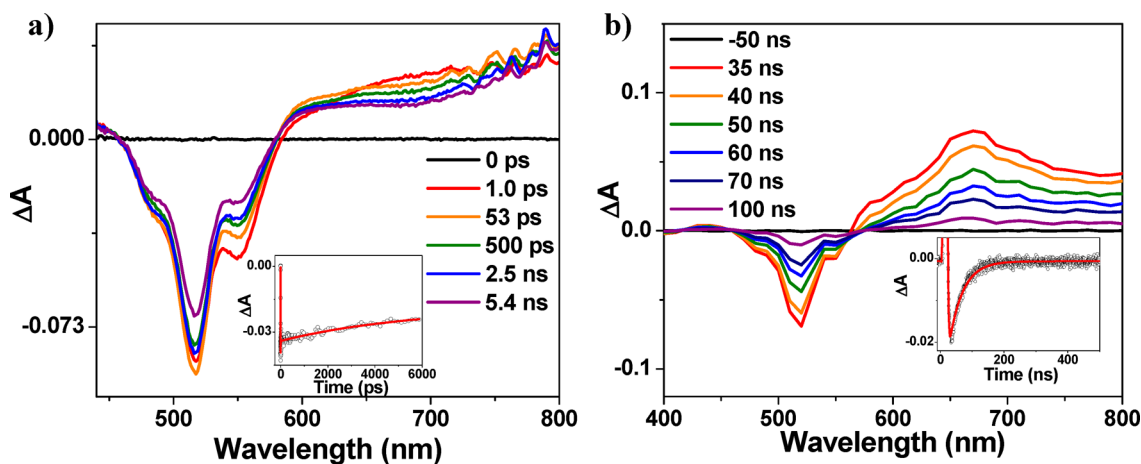 a)
0.000
-0.073
ΔA
0 ps
1.0 ps
53 ps
500 ps
2.5 ns
5.4 ns
0.00
-0.03
ΔA
0 2000 4000 6000
Time (ps)
500 600 700 800
Wavelength (nm)
b)
0.1
0.0
-0.1
ΔA
-50 ns
35 ns
40 ns
50 ns
60 ns
70 ns
100 ns
0.00
-0.02
ΔA
0 200 400
Time (ns)
400 500 600 700 800
Wavelength (nm)